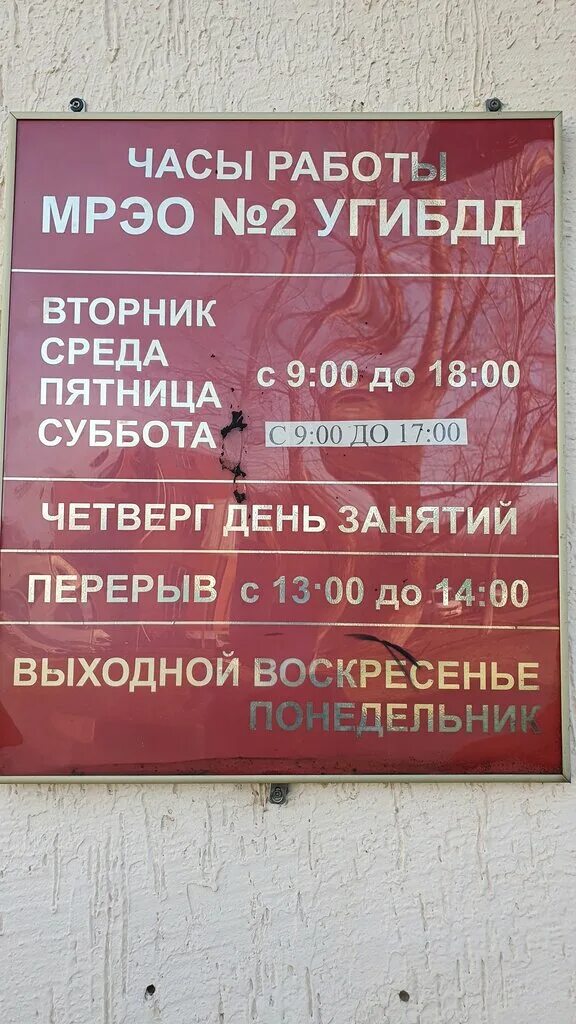 ЧАСЫ РАБОТЫ
МРЭО №2 УГИБДД
ВТОРНИК
СРЕДА
ПЯТНИЦА с 9:00 до 18:00
СУББОТА С 9:00 ДО 17:00
ЧЕТВЕРГ ДЕНЬ ЗАНЯТИЙ
ПЕРЕРЫВ с 13:00 до 14:00
ВЫХОДНОЙ ВОСКРЕСЕНЬЕ
ПОНЕДЕЛЬНИК